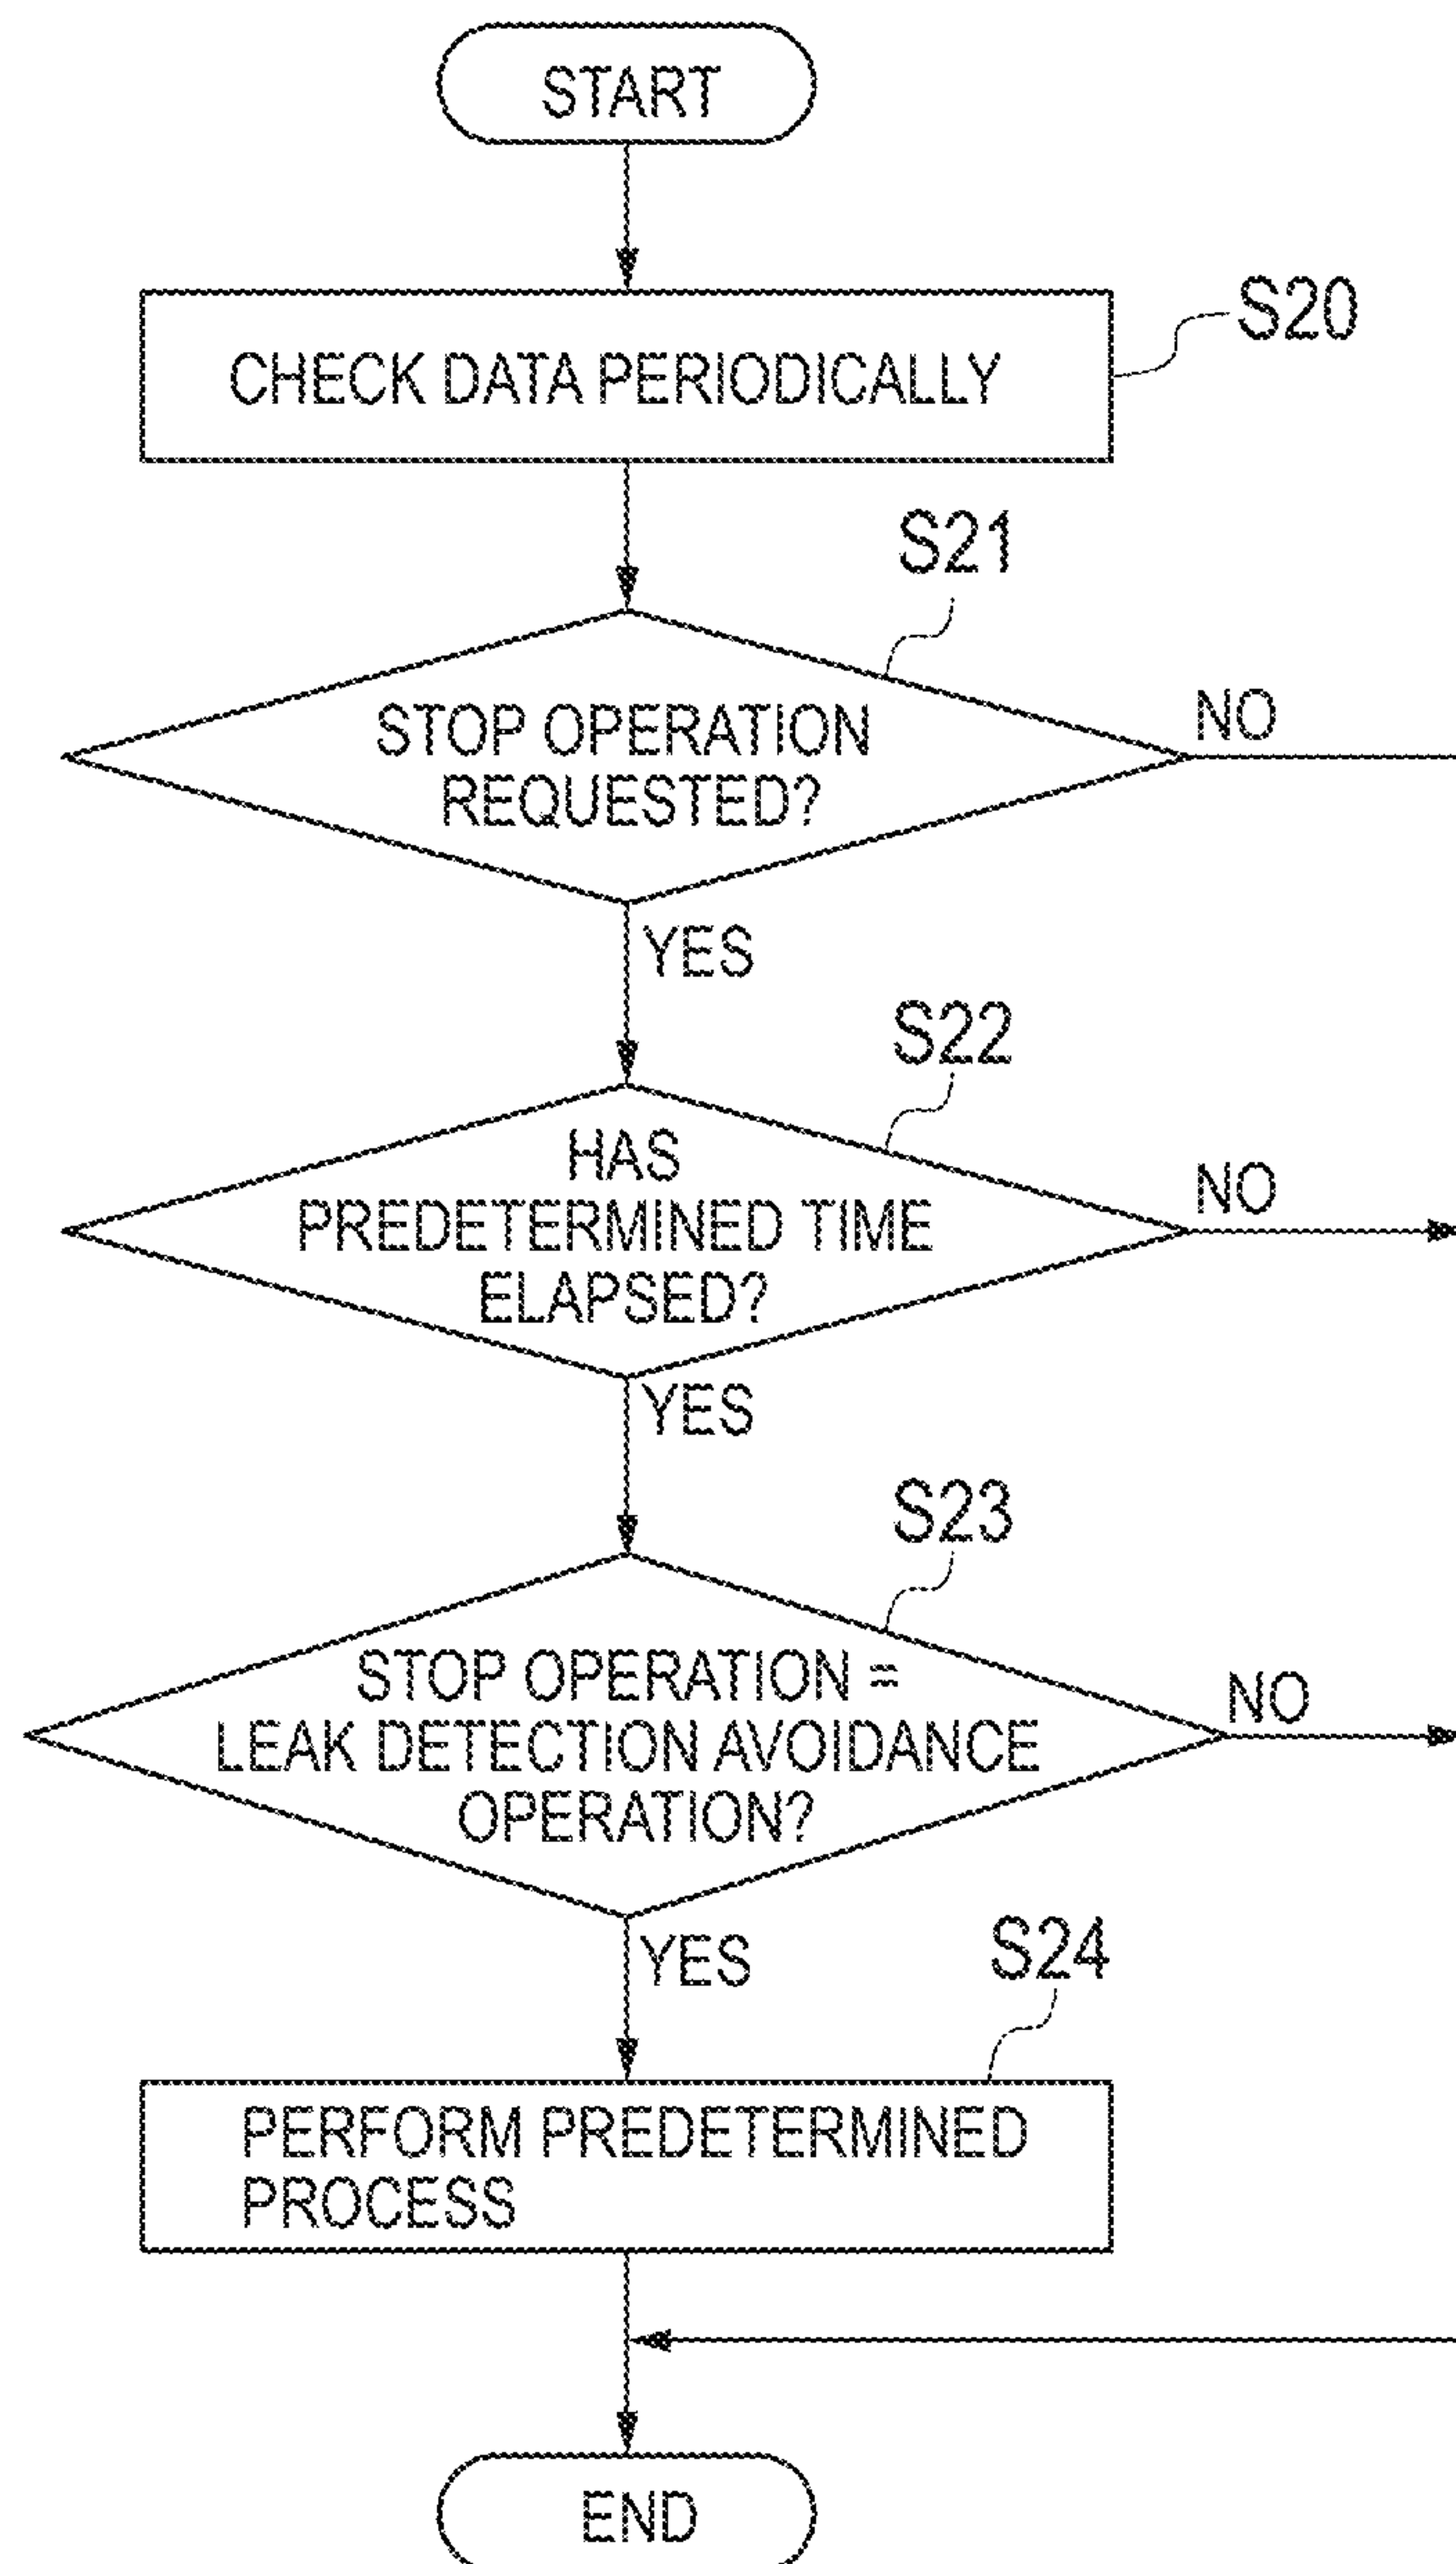 START
CHECK DATA PERIODICALLY
S20
S21
STOP OPERATION
REQUESTED?
NO
YES
S22
HAS
PREDETERMINED TIME
ELAPSED?
NO
YES
S23
STOP OPERATION =
LEAK DETECTION AVOIDANCE
OPERATION?
NO
YES
S24
PERFORM PREDETERMINED
PROCESS
END